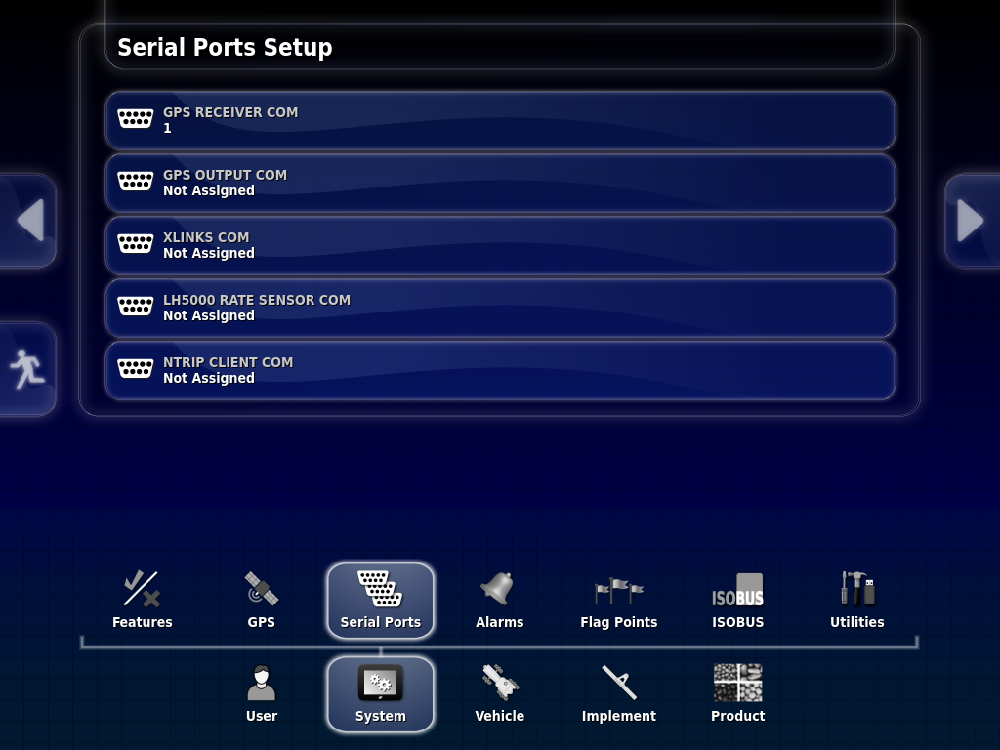 Serial Ports Setup
GPS RECEIVER COM
1
GPS OUTPUT COM
Not Assigned
XLINKS COM
Not Assigned
LH5000 RATE SENSOR COM
Not Assigned
NTRIP CLIENT COM
Not Assigned
ISOBUS
Features GPS Serial Ports Alarms Flag Points ISOBUS Utilities
User System Vehicle Implement Product